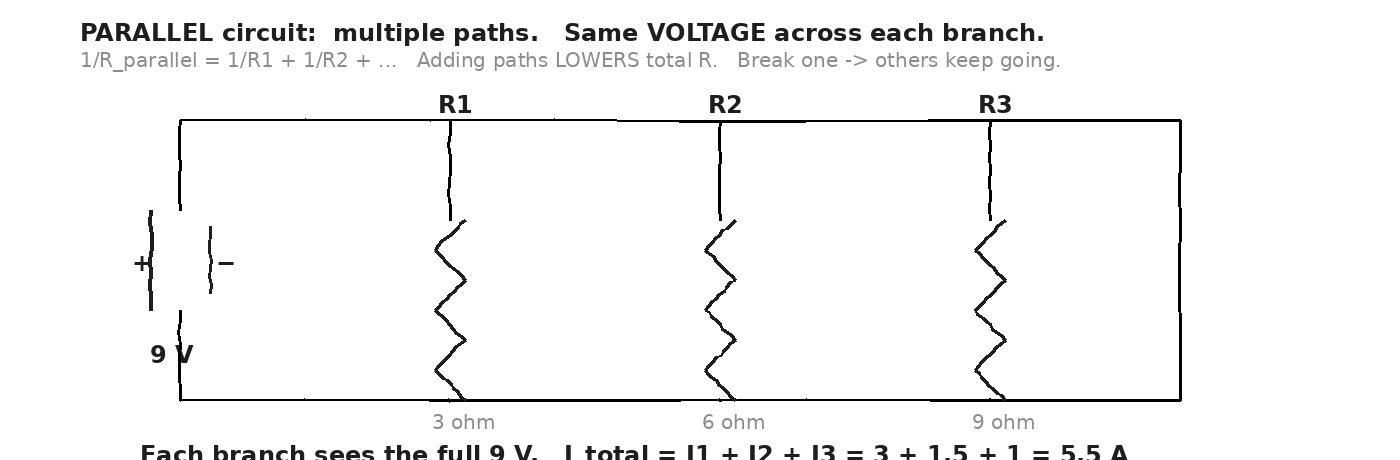 PARALLEL circuit:  multiple paths.   Same VOLTAGE across each branch.
1/R_parallel = 1/R1 + 1/R2 + ...   Adding paths LOWERS total R.   Break one -> others keep going.
R1 R2 R3
+ −
9 V
3 ohm 6 ohm 9 ohm
Each branch sees the full 9 V.   I_total = I1 + I2 + I3 = 3 + 1.5 + 1 = 5.5 A